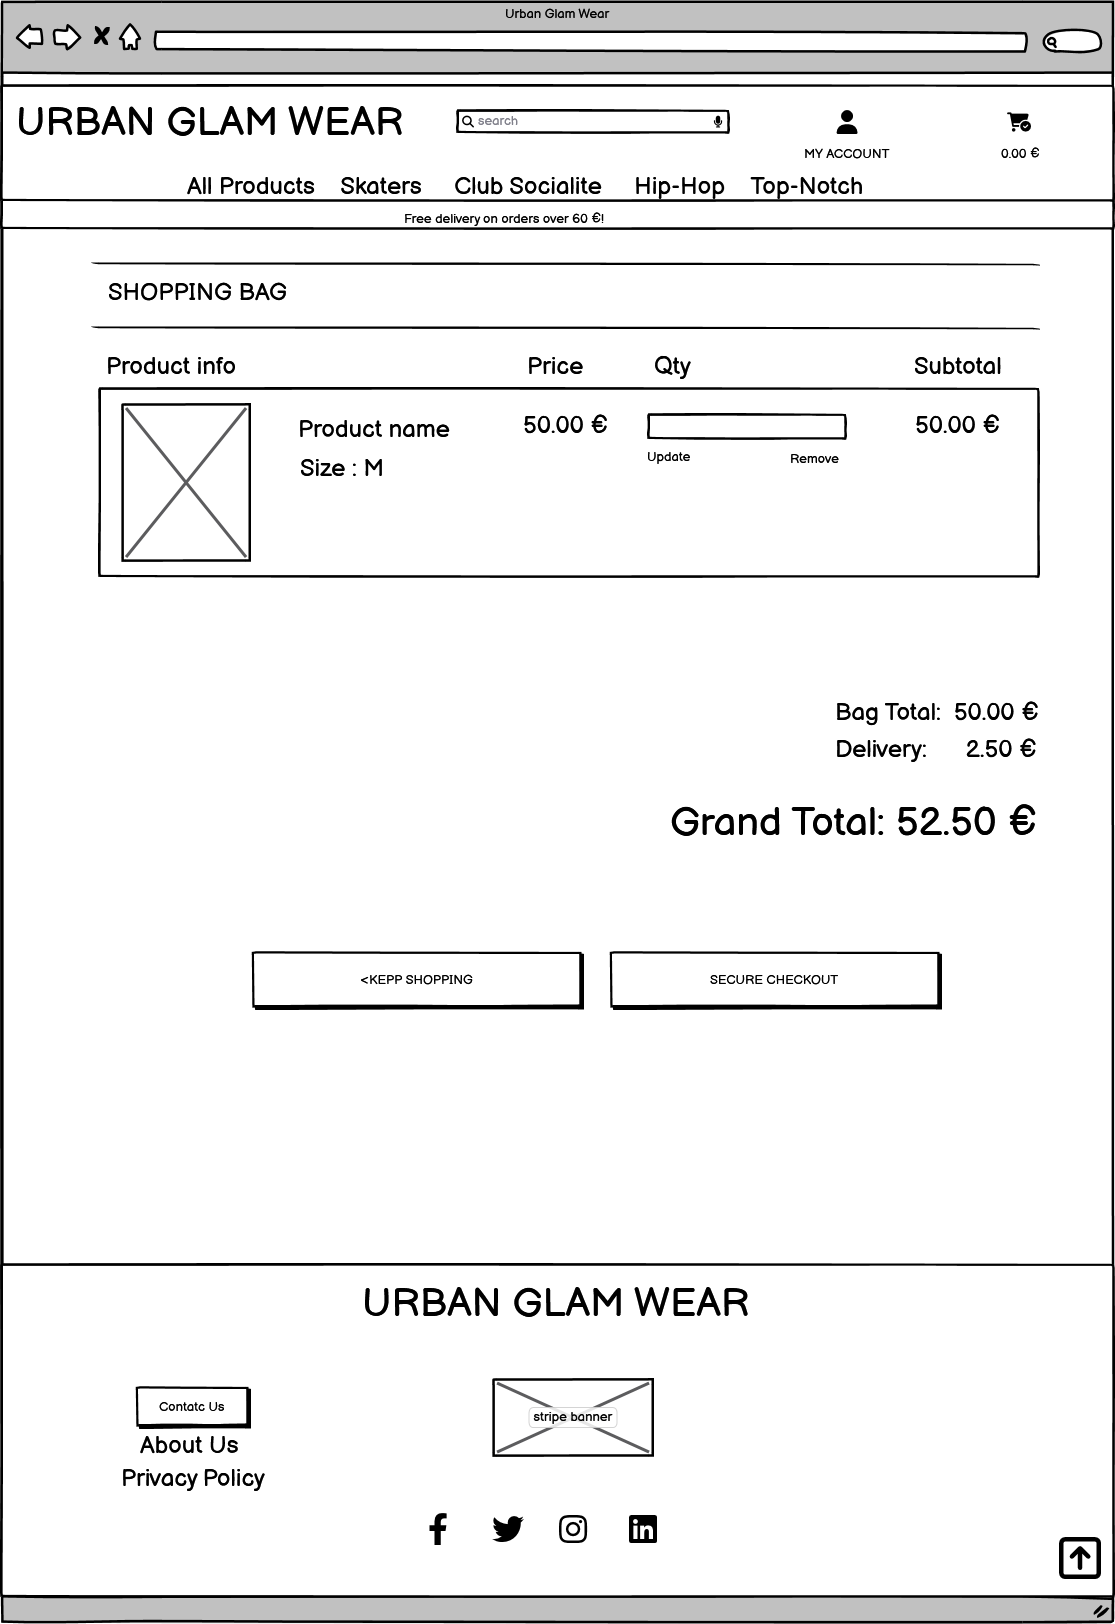 Urban Glam Wear
URBAN GLAM WEAR
search
MY ACCOUNT
0.00 €
All Products Skaters Club Socialite Hip-Hop Top-Notch
Free delivery on orders over 60 €!
SHOPPING BAG
Product info Price Qty Subtotal
Product name 50.00 € 50.00 €
Size : M
Update Remove
Bag Total: 50.00 €
Delivery: 2.50 €
Grand Total: 52.50 €
<KEPP SHOPPING SECURE CHECKOUT
URBAN GLAM WEAR
Contatc Us
stripe banner
About Us
Privacy Policy